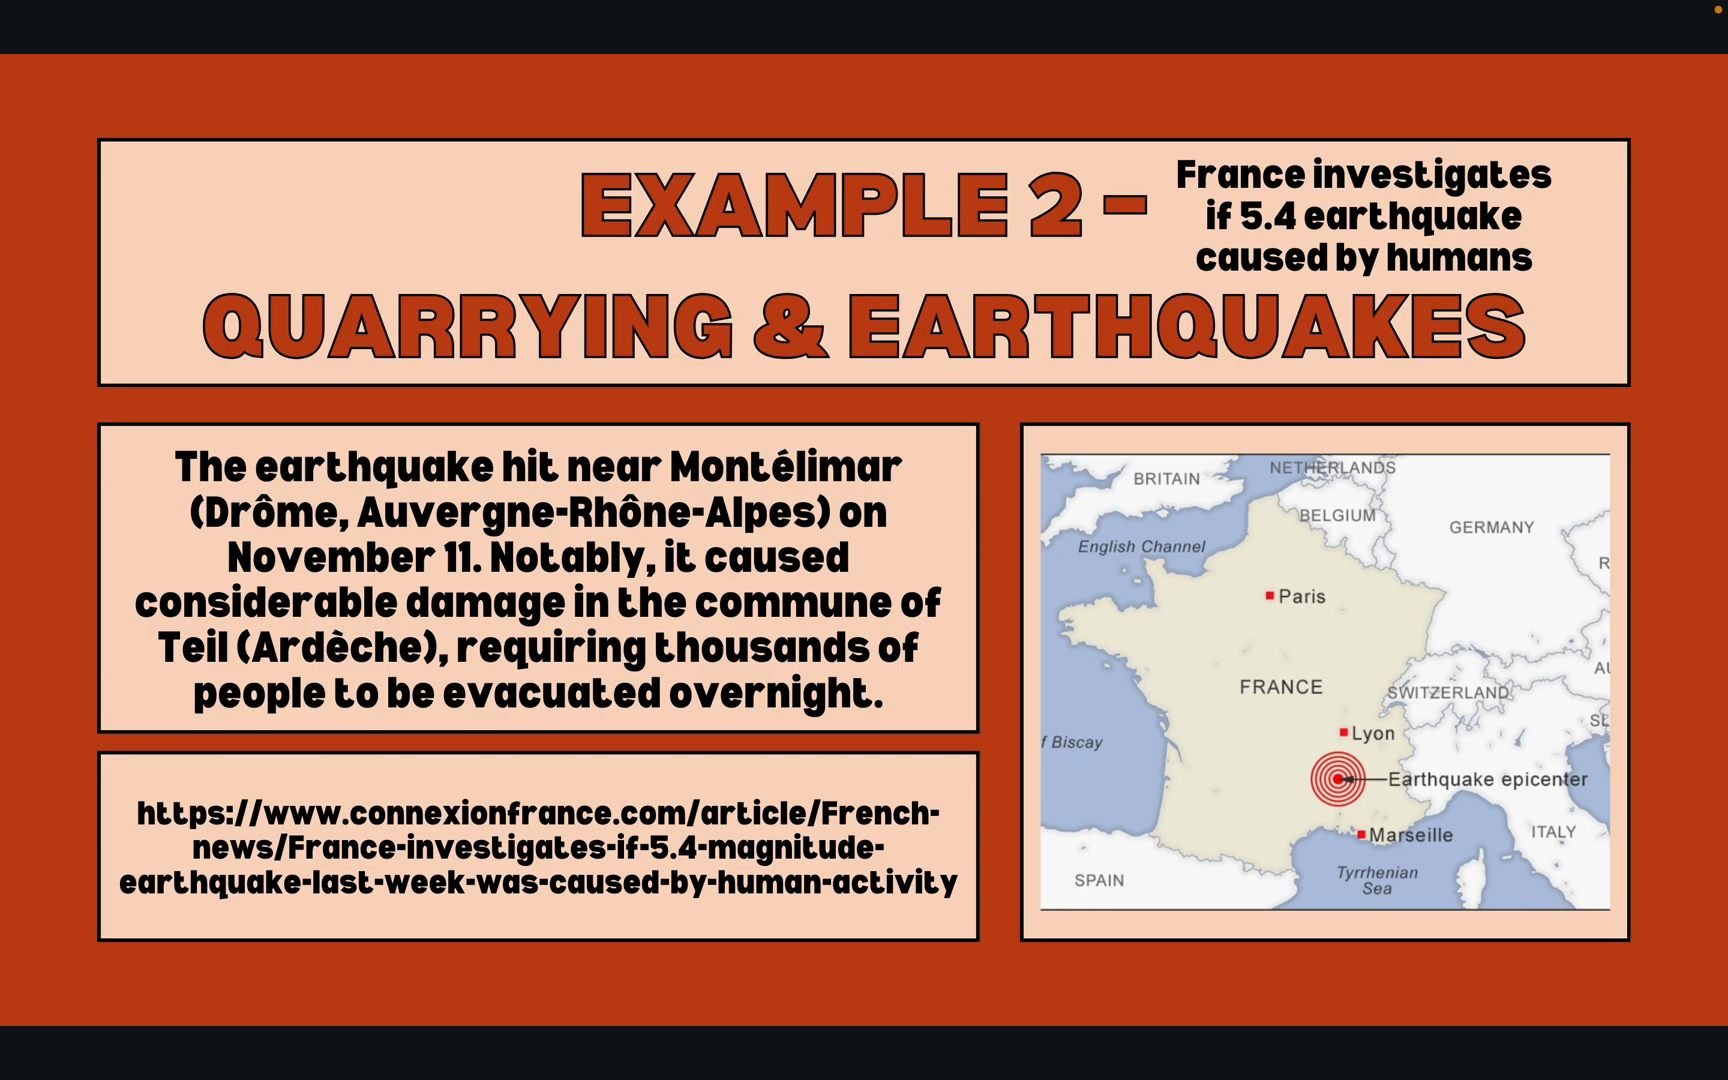 EXAMPLE 2 –
France investigates
if 5.4 earthquake
caused by humans
QUARRYING & EARTHQUAKES
The earthquake hit near Montélimar
(Drôme, Auvergne-Rhône-Alpes) on
November 11. Notably, it caused
considerable damage in the commune of
Teil (Ardèche), requiring thousands of
people to be evacuated overnight.
https://www.connexionfrance.com/article/French-
news/France-investigates-if-5.4-magnitude-
earthquake-last-week-was-caused-by-human-activity
NETHERLANDS
BRITAIN
BELGIUM
GERMANY
English Channel
R
Paris
AU
FRANCE
SWITZERLAND
SL
Lyon
f Biscay
Earthquake epicenter
ITALY
Marseille
Tyrrhenian
Sea
SPAIN